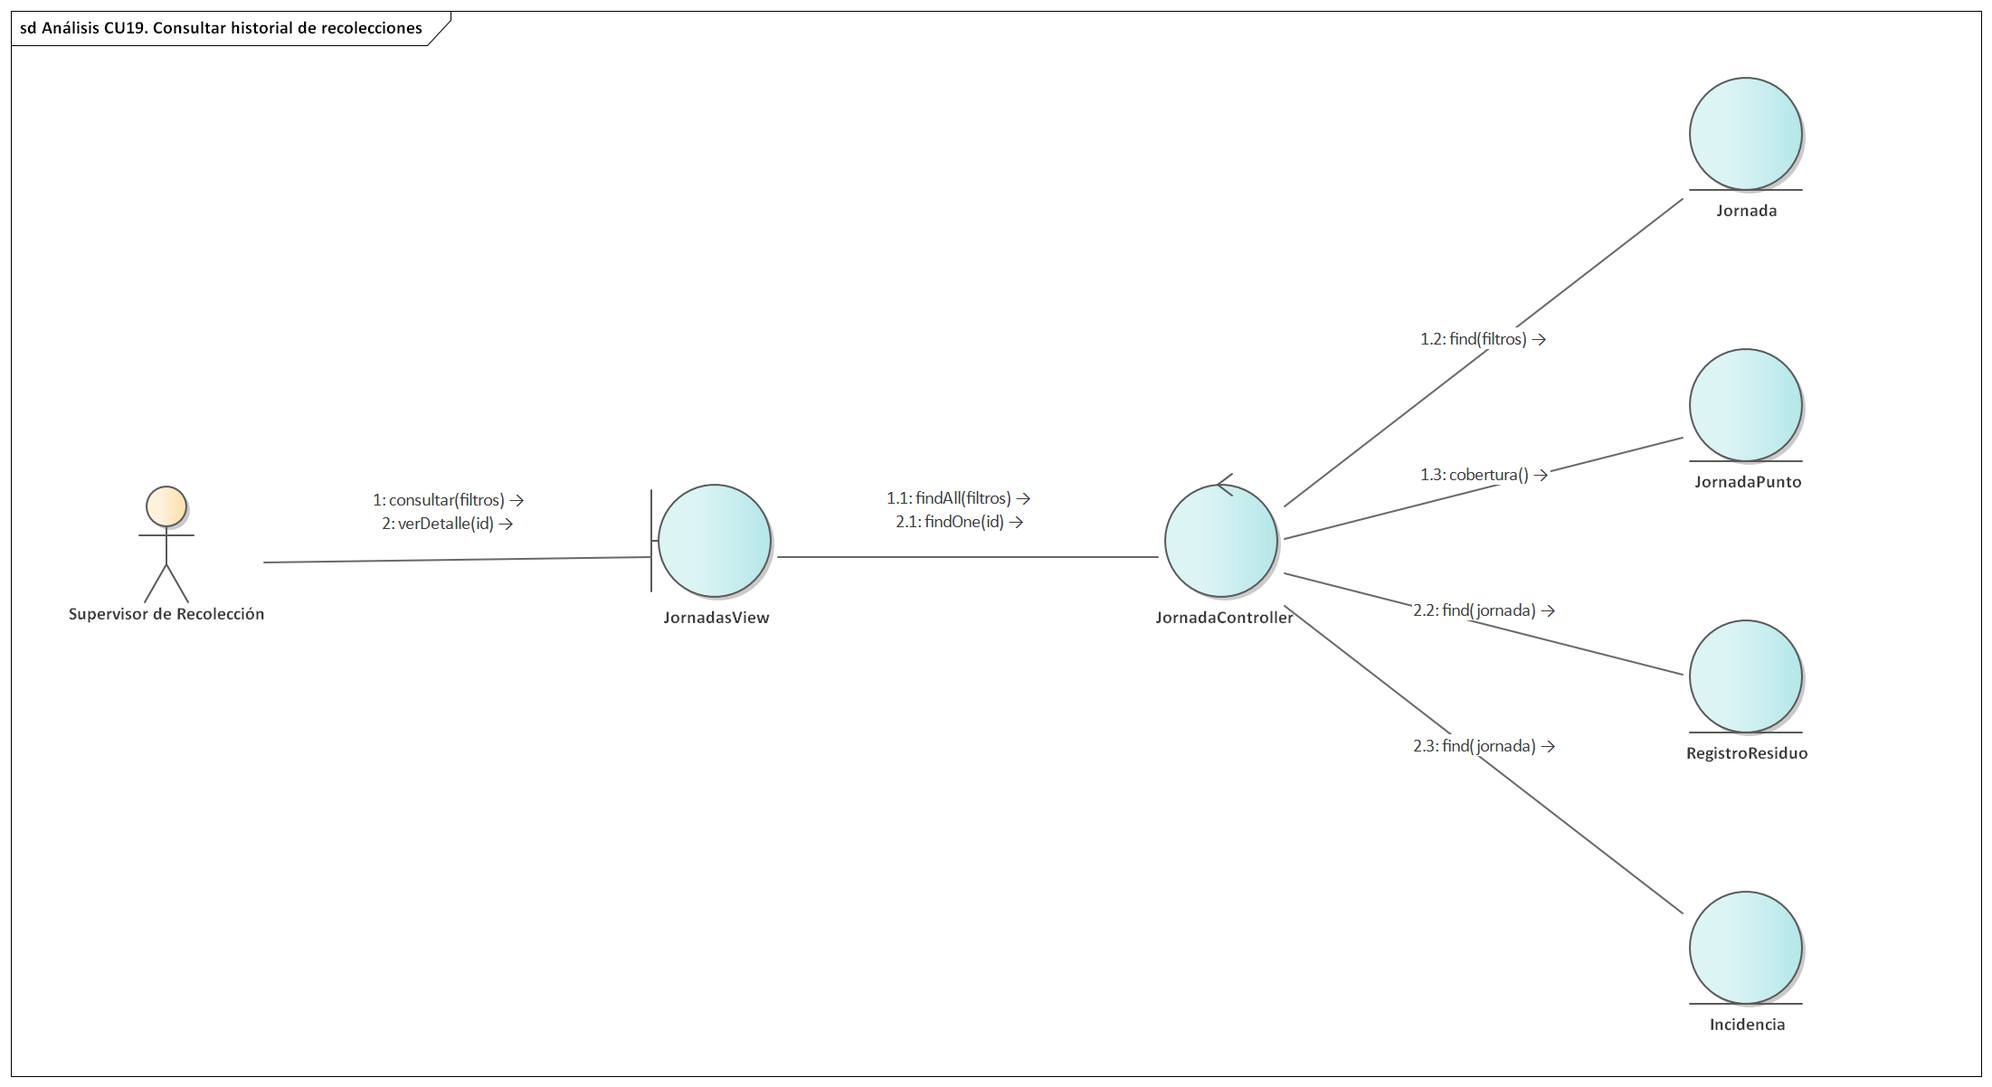 sd Análisis CU19. Consultar historial de recolecciones
Jornada
1.2: find(filtros) →
1.3: cobertura() →
JornadaPunto
1: consultar(filtros) →
2: verDetalle(id) →
1.1: findAll(filtros) →
2.1: findOne(id) →
Supervisor de Recolección
JornadasView
JornadaController
2.2: find(jornada) →
2.3: find(jornada) →
RegistroResiduo
Incidencia